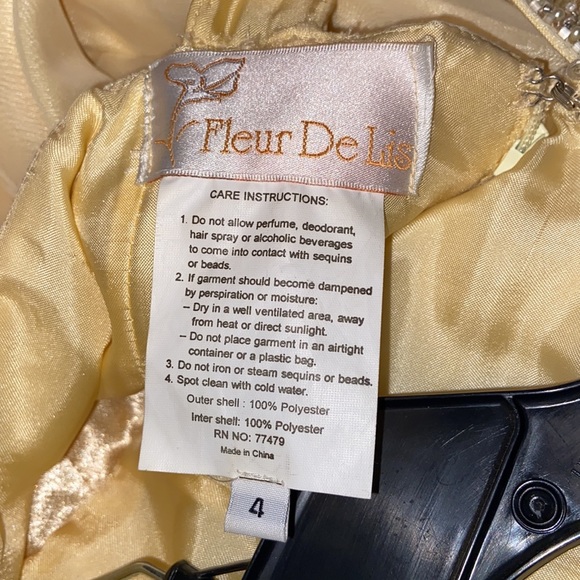 Fleur De Lis
CARE INSTRUCTIONS:
1. Do not allow perfume, deodorant,
hair spray or alcoholic beverages
to come into contact with sequins
or beads.
2. If garment should become dampened
by perspiration or moisture:
-- Dry in a well ventilated area, away
from heat or direct sunlight.
-- Do not place garment in an airtight
container or a plastic bag.
3. Do not iron or steam sequins or beads.
4. Spot clean with cold water.
Outer shell : 100% Polyester
Inter shell: 100% Polyester
RN NO: 77479
Made in China
4